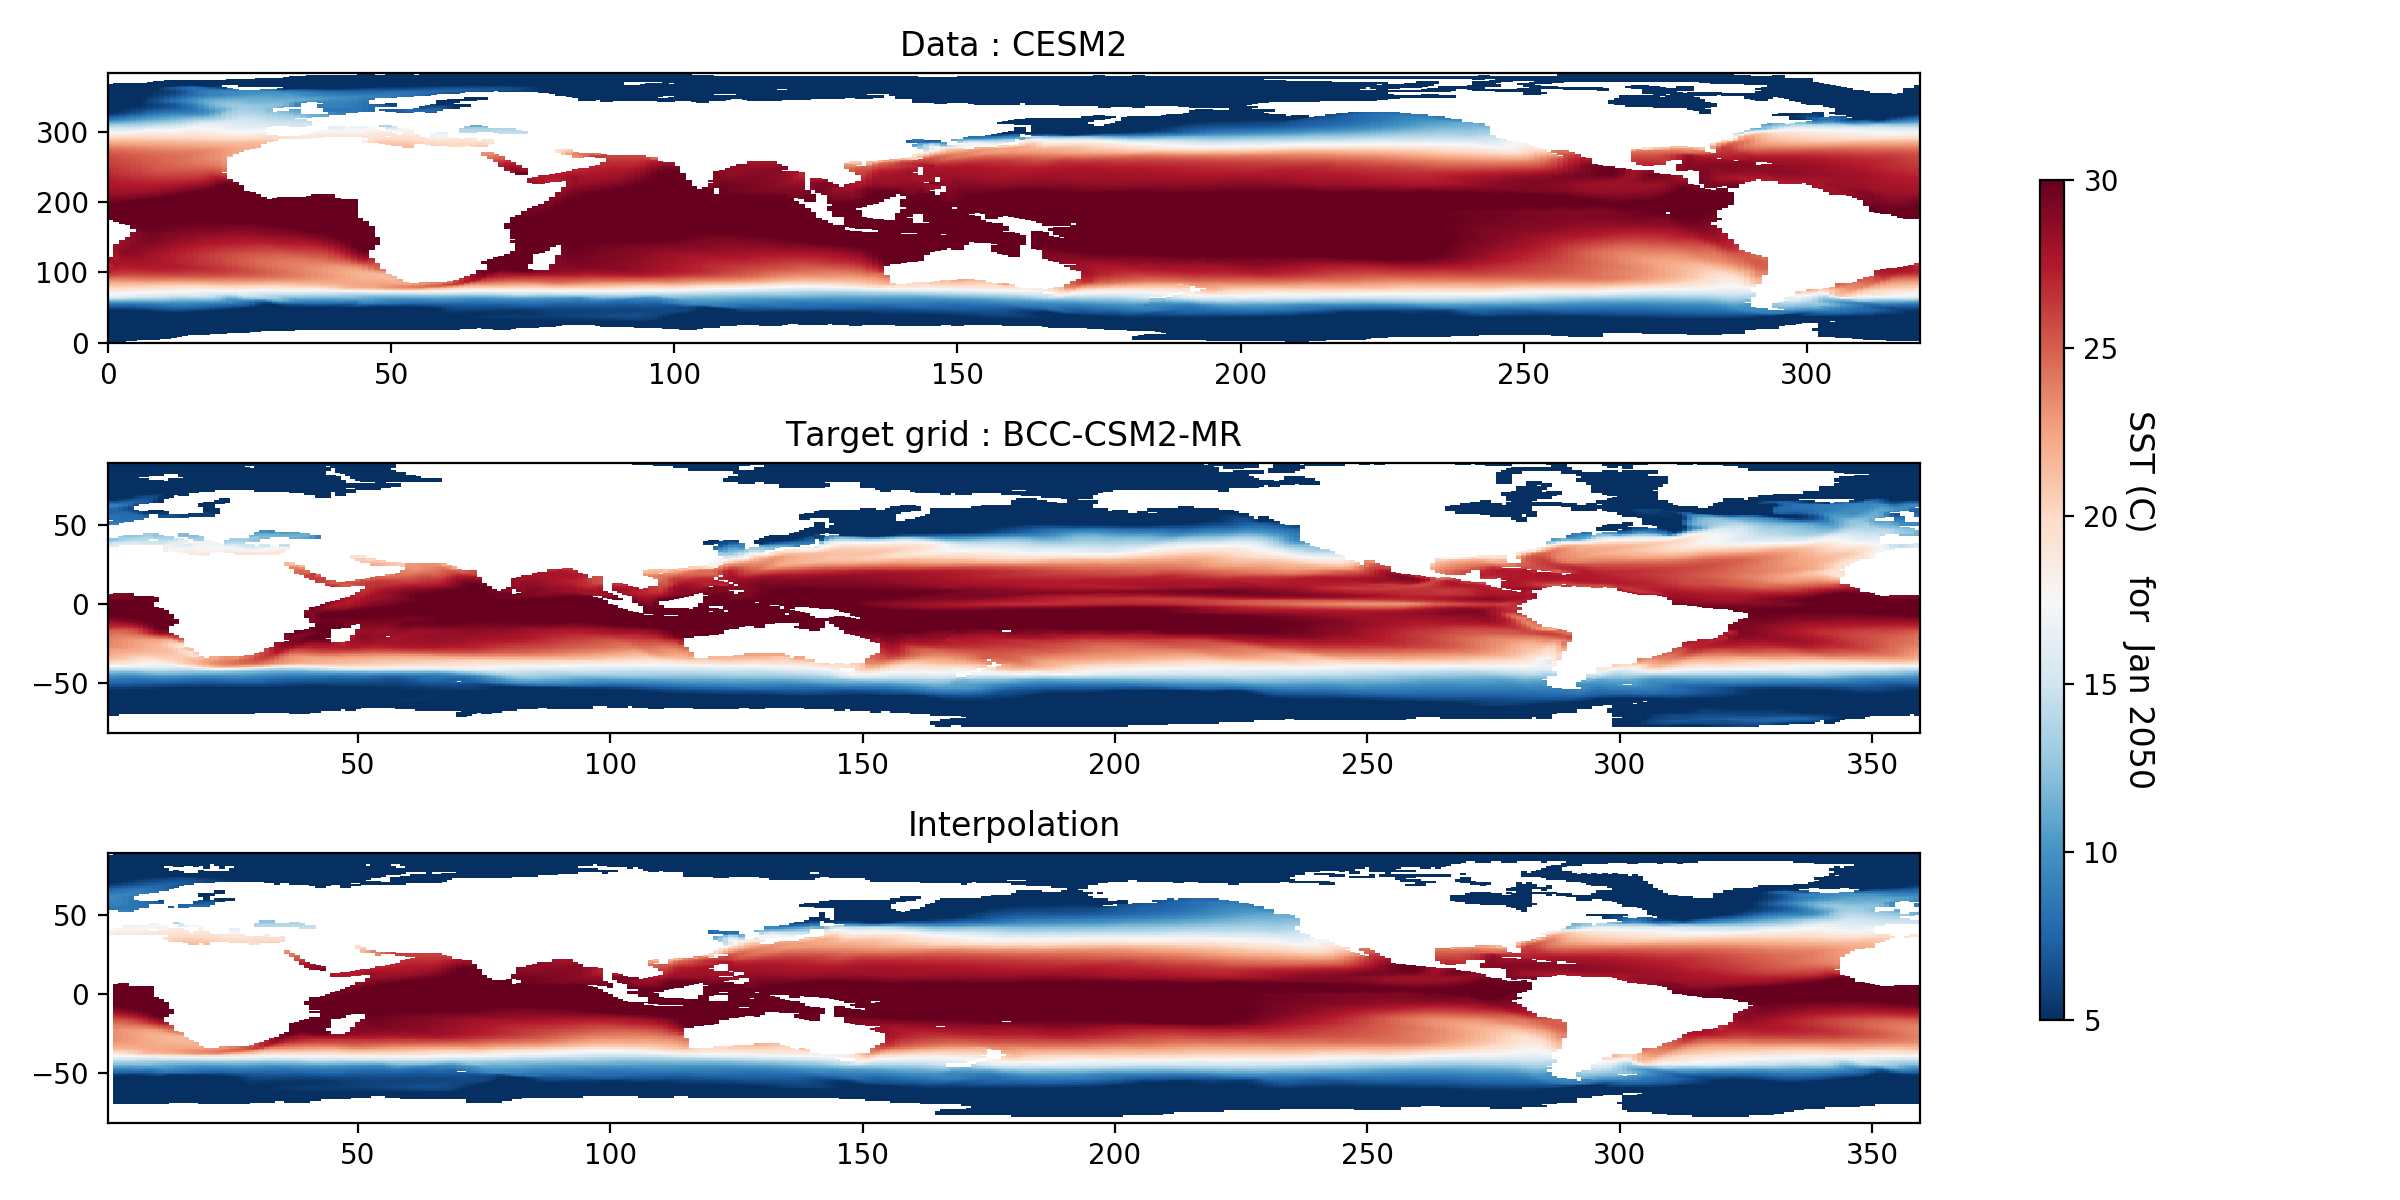 Data : CESM2
300
200
100
0
0 50 100 150 200 250 300
Target grid : BCC-CSM2-MR
50
0
−50
50 100 150 200 250 300 350
Interpolation
50
0
−50
50 100 150 200 250 300 350
30
25
20
15
10
5
SST (C) for Jan 2050